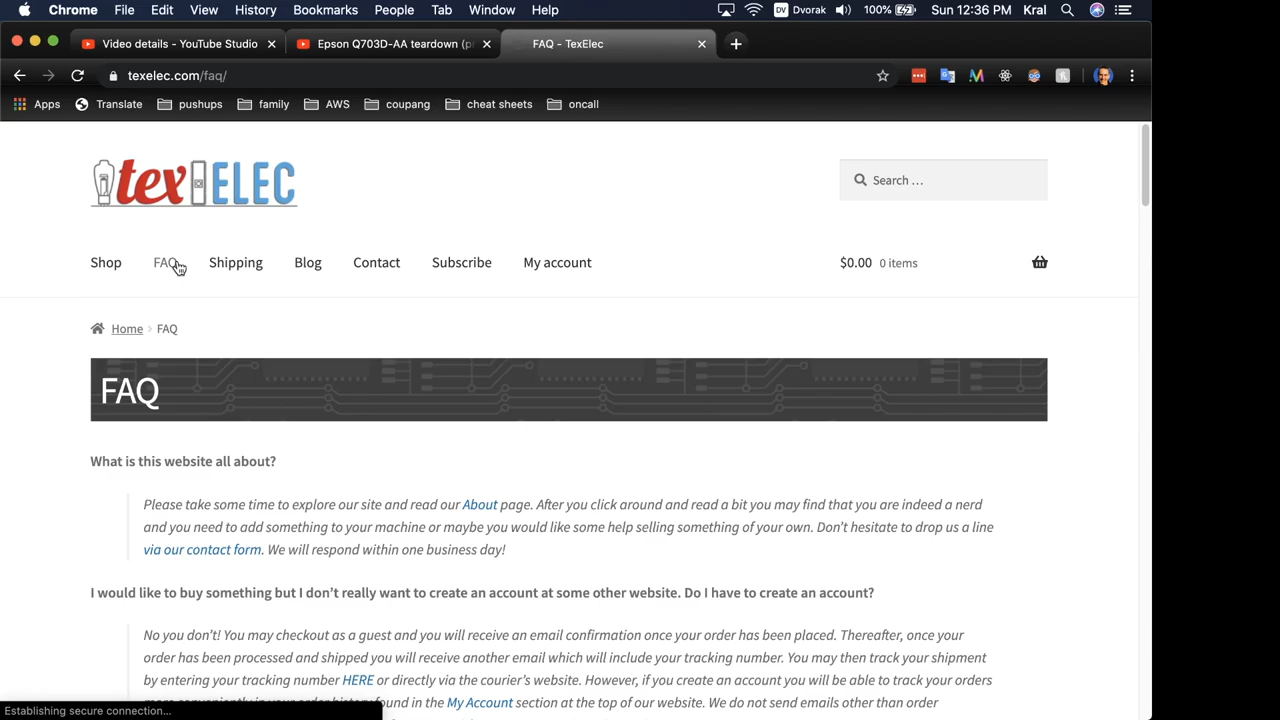 Chrome File Edit View History Bookmarks People Tab Window Help DV Dvorak 100% Sun 12:36 PM Kral
Video details - YouTube Studio Epson Q703D-AA teardown (p FAQ - TexElec
texelec.com/faq/
Apps Translate pushups family AWS coupang cheat sheets oncall
tex ELEC
Search …
Shop FAQ Shipping Blog Contact Subscribe My account $0.00 0 items
Home FAQ
FAQ
What is this website all about?
Please take some time to explore our site and read our About page. After you click around and read a bit you may find that you are indeed a nerd
and you need to add something to your machine or maybe you would like some help selling something of your own. Don’t hesitate to drop us a line
via our contact form. We will respond within one business day!
I would like to buy something but I don’t really want to create an account at some other website. Do I have to create an account?
No you don’t! You may checkout as a guest and you will receive an email confirmation once your order has been placed. Thereafter, once your
order has been processed and shipped you will receive another email which will include your tracking number. You may then track your shipment
by entering your tracking number HERE or directly via the courier’s website. However, if you create an account you will be able to track your orders
found in the My Account section at the top of our website. We do not send emails other than order
Establishing secure connection...